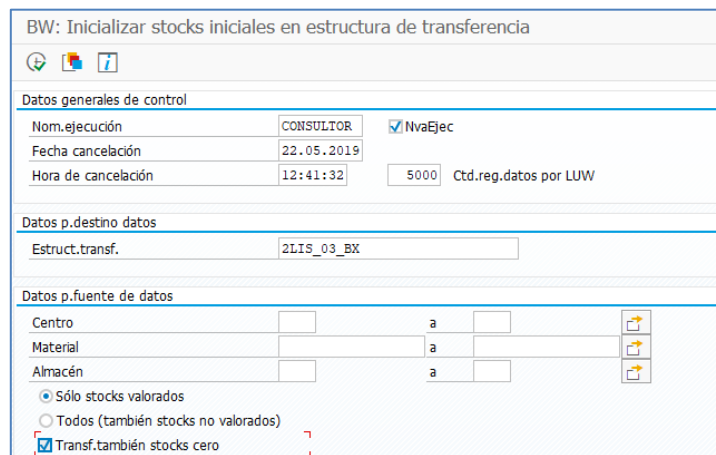 BW: Inicializar stocks iniciales en estructura de transferencia
Datos generales de control
Nom.ejecución CONSULTOR NvaEjec
Fecha cancelación 22.05.2019
Hora de cancelación 12:41:32 5000 Ctd.reg.datos por LUW
Datos p.destino datos
Estruct.transf. 2LIS_03_BX
Datos p.fuente de datos
Centro a
Material a
Almacén a
Sólo stocks valorados
Todos (también stocks no valorados)
Transf.también stocks cero